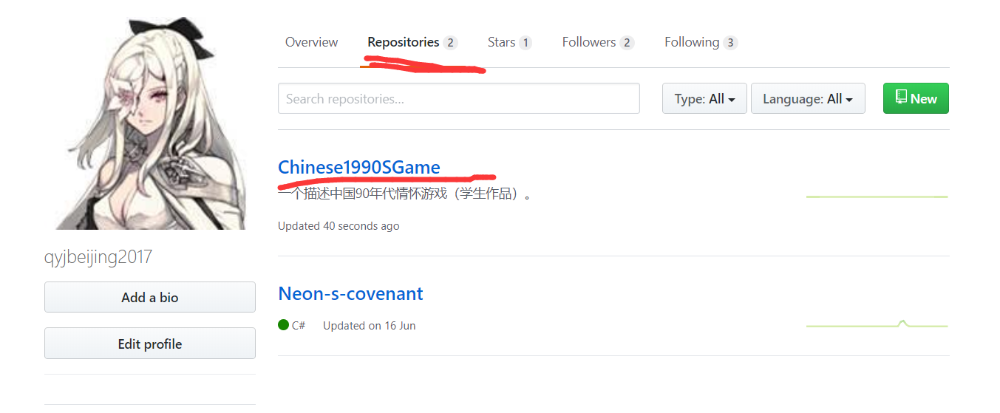 Overview Repositories 2 Stars 1 Followers 2 Following 3
Search repositories... Type: All Language: All New
Chinese1990SGame
一个描述中国90年代情怀游戏（学生作品）。
Updated 40 seconds ago
qyjbeijing2017
Add a bio
Edit profile
Neon-s-covenant
C# Updated on 16 Jun